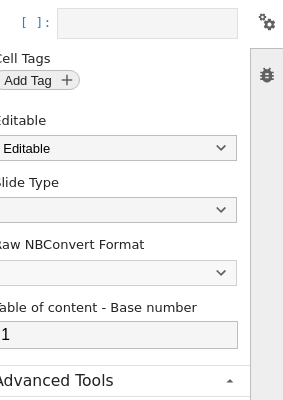 [ ]:
Cell Tags
Add Tag +
Editable
Editable
Slide Type
Raw NBConvert Format
Table of content - Base number
1
Advanced Tools